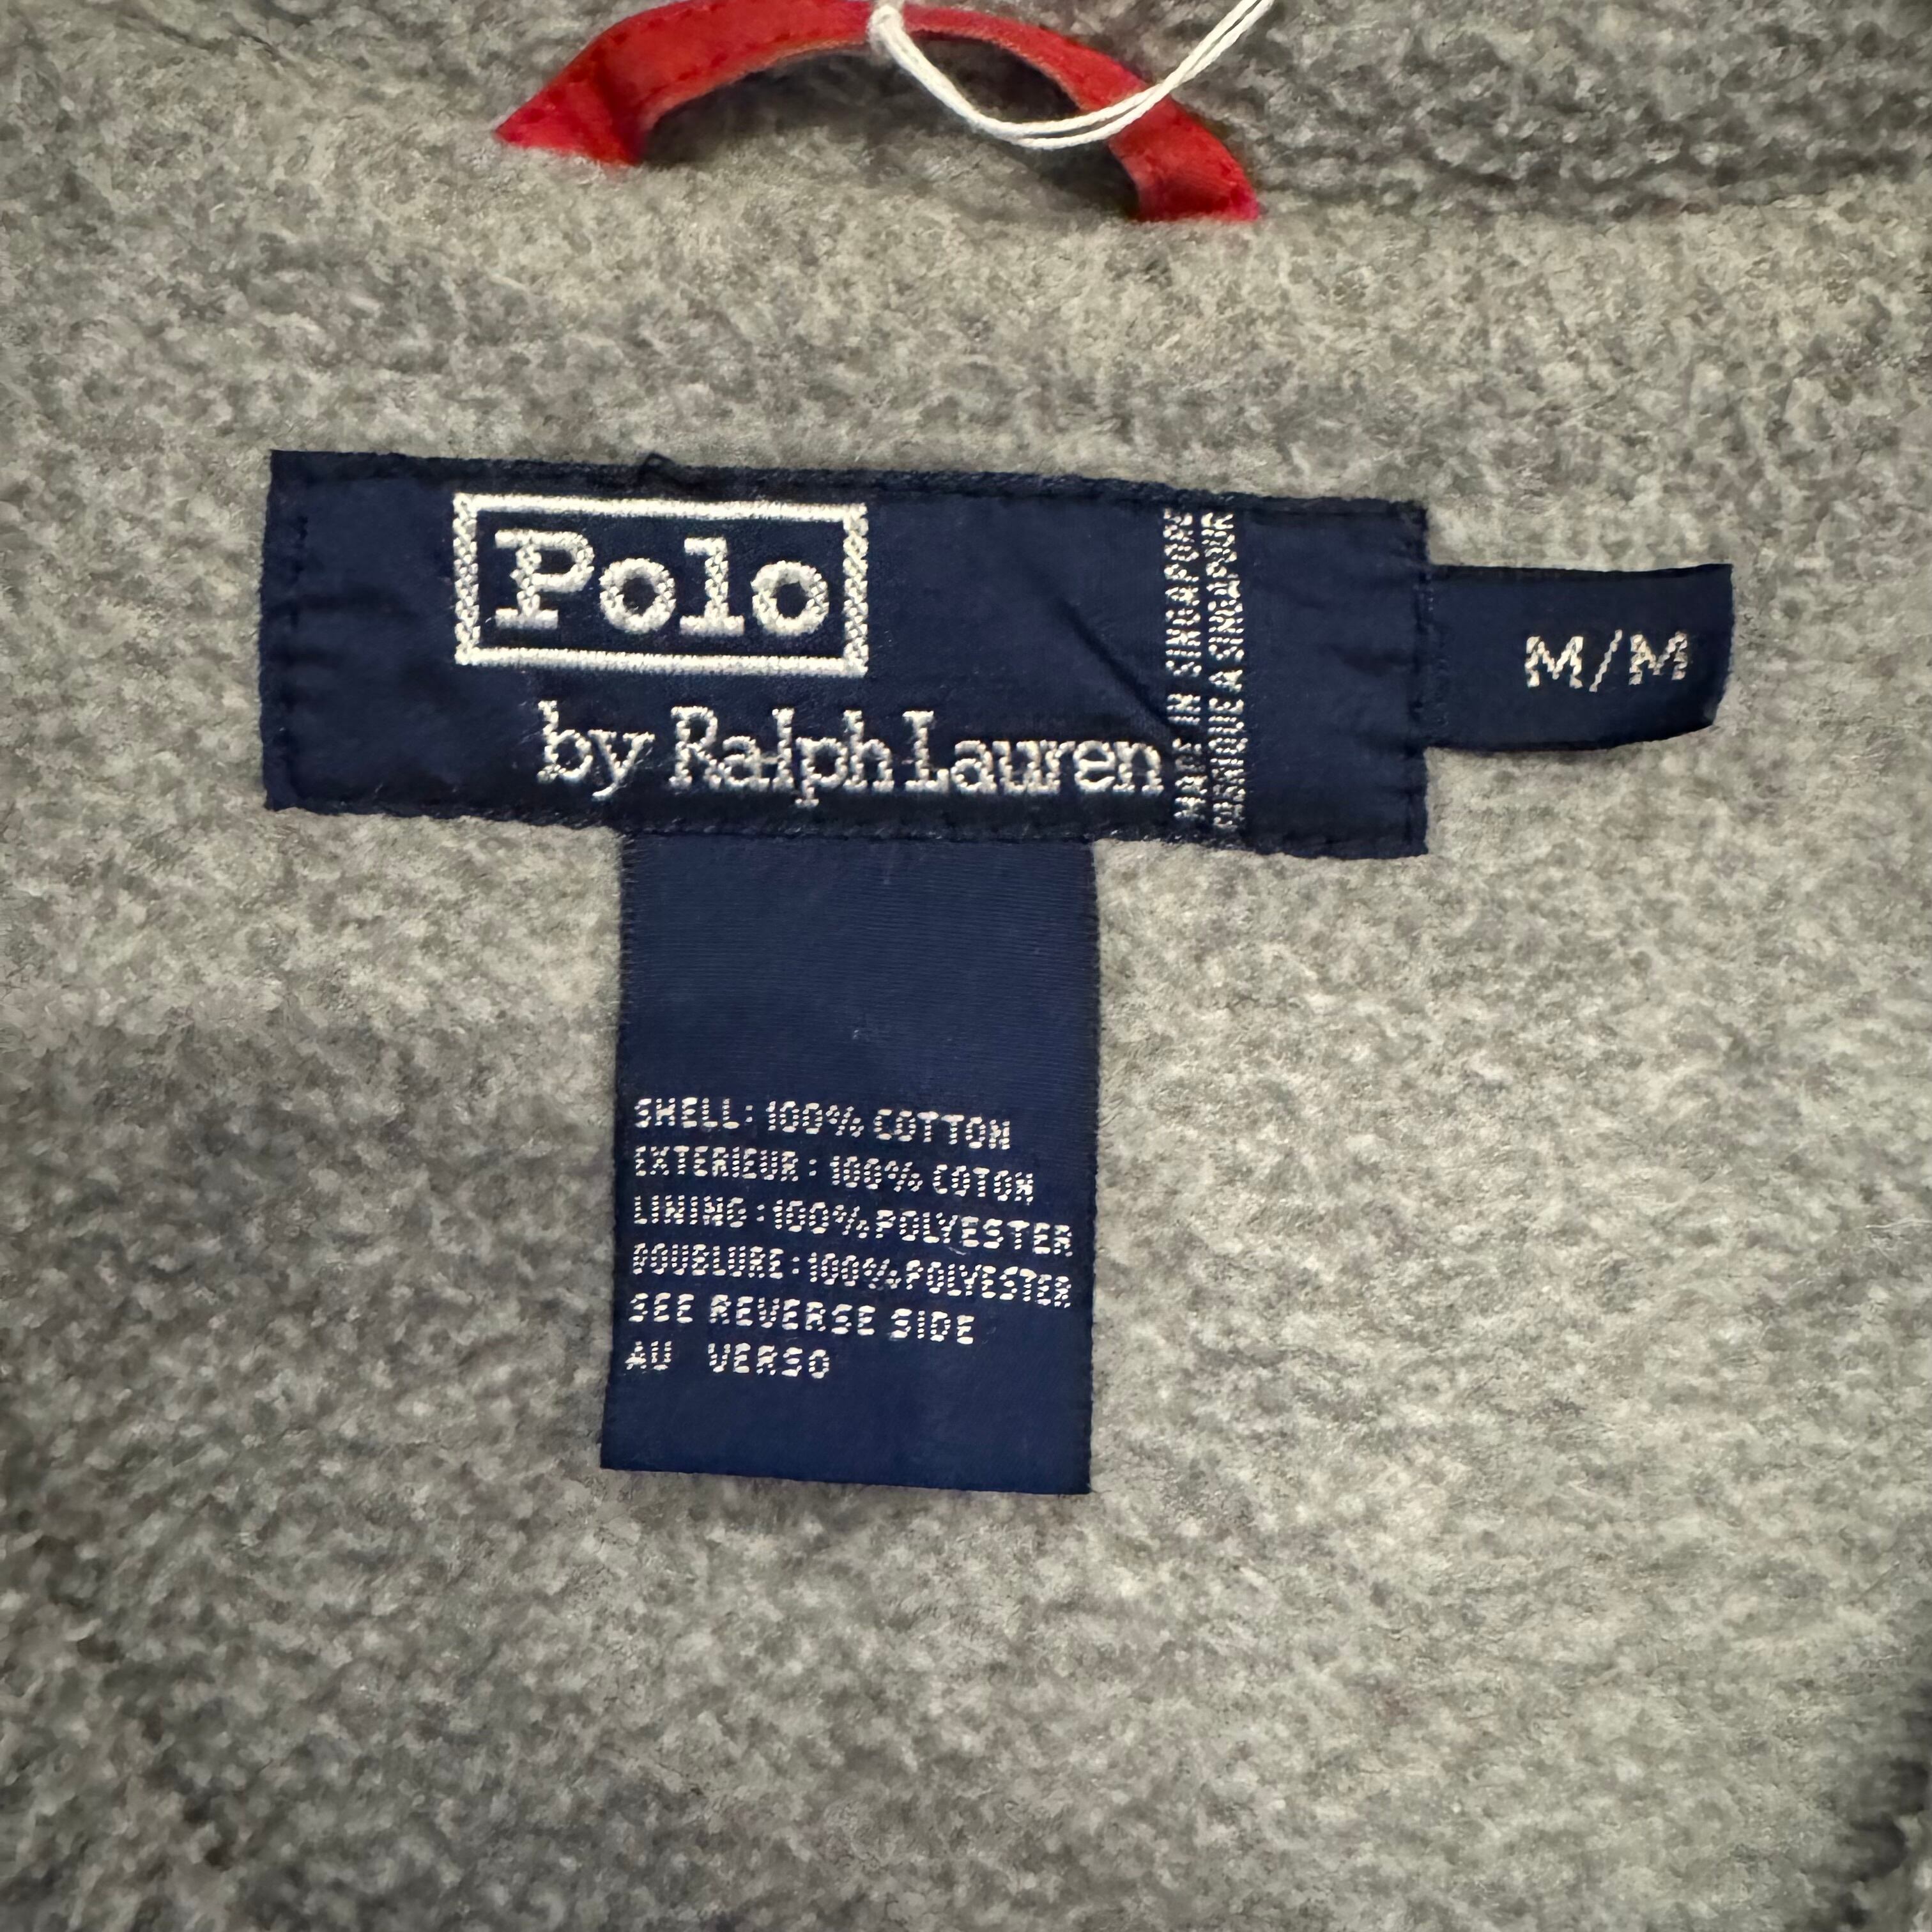 Polo
by Ralph Lauren
MADE IN SINGAPORE
FABRIQUE A SINGAPOUR
M/M
SHELL: 100% COTTON
EXTERIEUR: 100% COTON
LINING: 100% POLYESTER
DOUBLURE: 100% POLYESTER
SEE REVERSE SIDE
AU VERSO